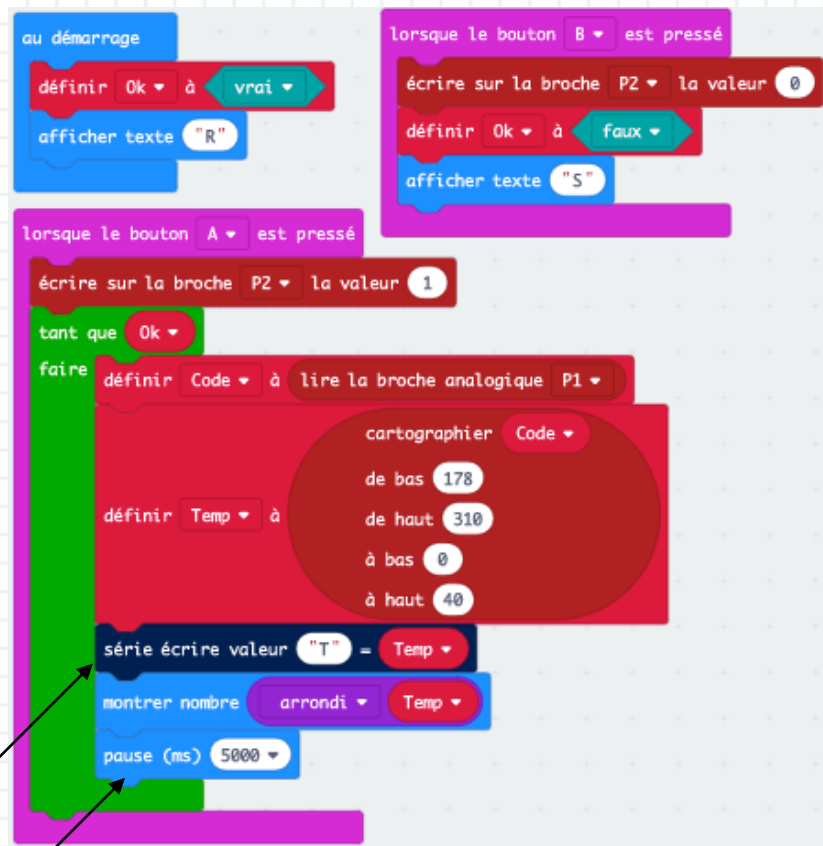 au démarrage
définir Ok à vrai
afficher texte "R"
lorsque le bouton B est pressé
écrire sur la broche P2 la valeur 0
définir Ok à faux
afficher texte "S"
lorsque le bouton A est pressé
écrire sur la broche P2 la valeur 1
tant que Ok
faire
définir Code à lire la broche analogique P1
définir Temp à
cartographier Code
de bas 178
de haut 310
à bas 0
à haut 40
série écrire valeur "T" = Temp
montrer nombre arrondi Temp
pause (ms) 5000